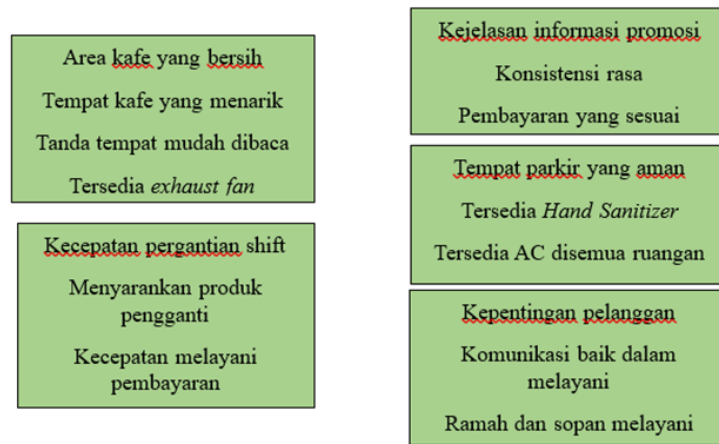 Area kafe yang bersih
Tempat kafe yang menarik
Tanda tempat mudah dibaca
Tersedia exhaust fan
Kecepatan pergantian shift
Menyarankan produk
pengganti
Kecepatan melayani
pembayaran
Kejelasan informasi promosi
Konsistensi rasa
Pembayaran yang sesuai
Tempat parkir yang aman
Tersedia Hand Sanitizer
Tersedia AC disemua ruangan
Kepentingan pelanggan
Komunikasi baik dalam
melayani
Ramah dan sopan melayani